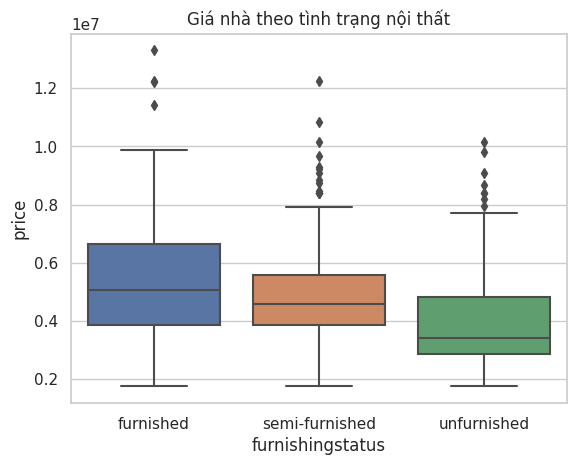 Giá nhà theo tình trạng nội thất
1e7
1.2
1.0
0.8
0.6
0.4
0.2
price
furnished semi-furnished unfurnished
furnishingstatus